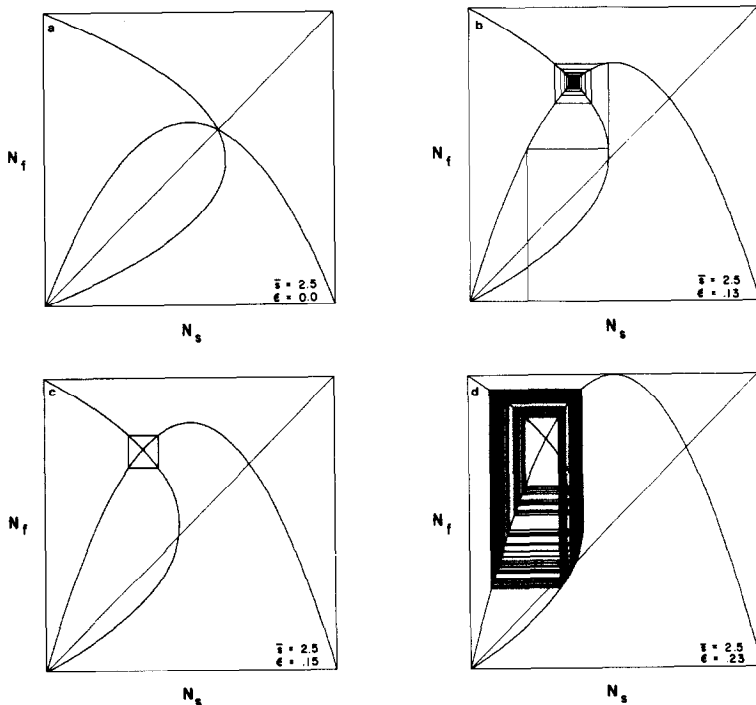 a
N_f
s̄ = 2.5
ϵ = 0.0
N_s
b
N_f
s̄ = 2.5
ϵ = .13
N_s
c
N_f
s̄ = 2.5
ϵ = .15
N_s
d
N_f
s̄ = 2.5
ϵ = .23
N_s